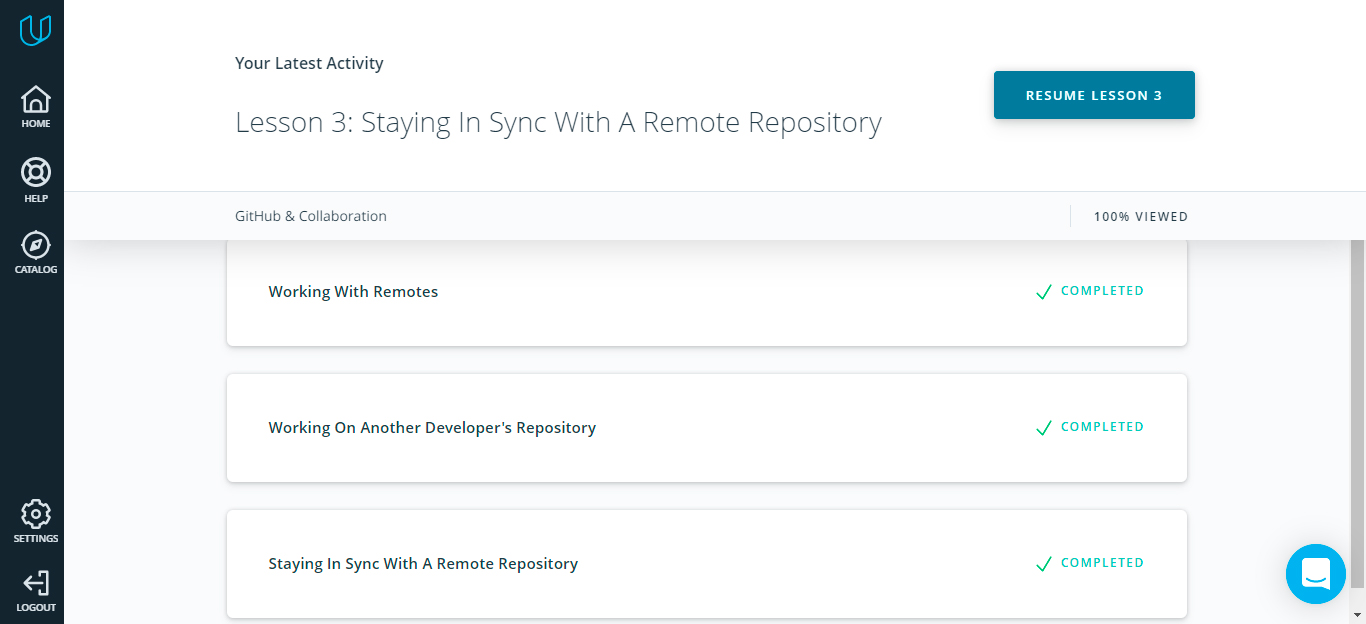 HOME
HELP
CATALOG
SETTINGS
LOGOUT
Your Latest Activity
Lesson 3: Staying In Sync With A Remote Repository
RESUME LESSON 3
GitHub & Collaboration
100% VIEWED
Working With Remotes
COMPLETED
Working On Another Developer's Repository
COMPLETED
Staying In Sync With A Remote Repository
COMPLETED